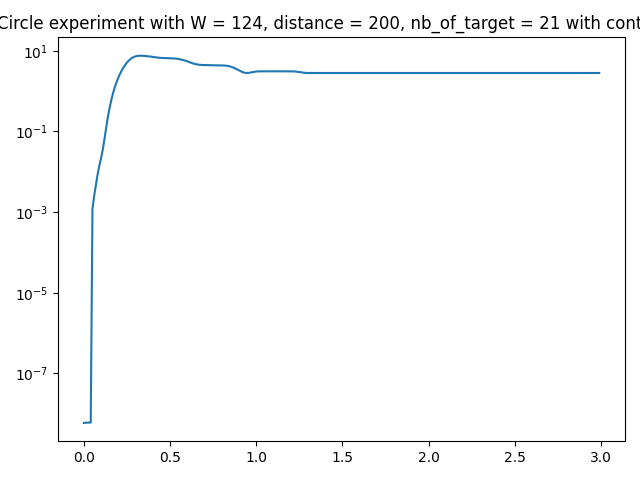 Circle experiment with W = 124, distance = 200, nb_of_target = 21 with cont
10¹
10⁻¹
10⁻³
10⁻⁵
10⁻⁷
0.0 0.5 1.0 1.5 2.0 2.5 3.0